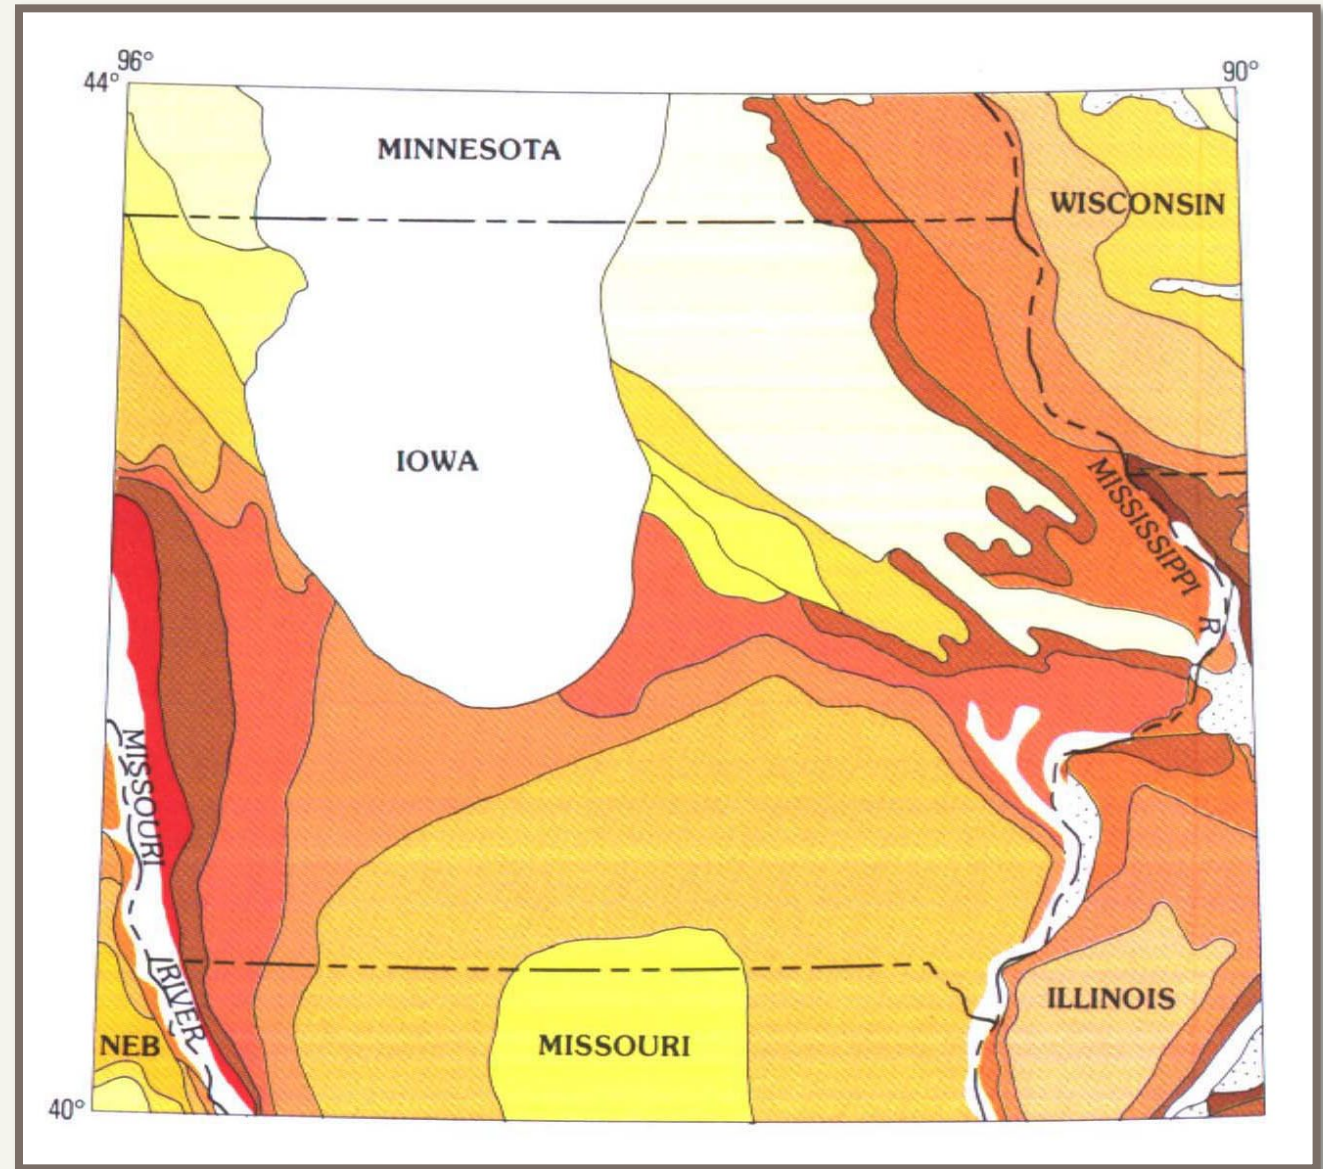 96°
44°
90°
MINNESOTA
WISCONSIN
IOWA
MISSISSIPPI
R
MISSOURI
RIVER
NEB
MISSOURI
ILLINOIS
40°